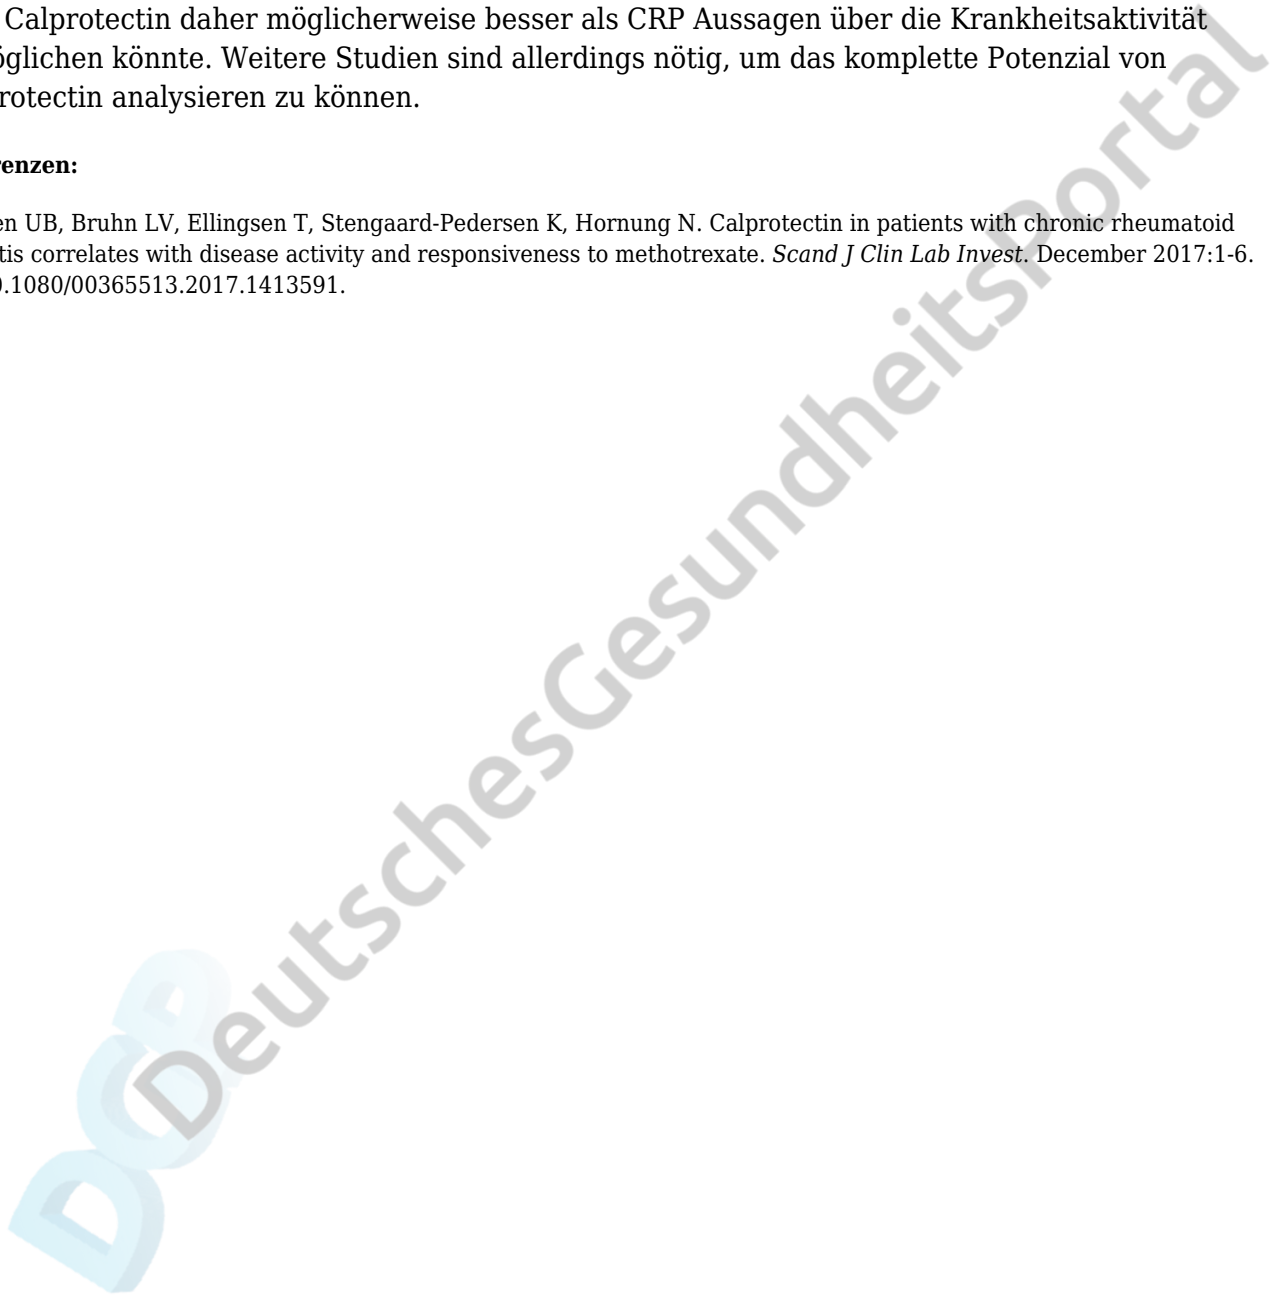 Calprotectin daher möglicherweise besser als CRP Aussagen über die Krankheitsaktivität
öglichen könnte. Weitere Studien sind allerdings nötig, um das komplette Potenzial von
rotectin analysieren zu können.
enzen:
en UB, Bruhn LV, Ellingsen T, Stengaard-Pedersen K, Hornung N. Calprotectin in patients with chronic rheumatoid
tis correlates with disease activity and responsiveness to methotrexate. Scand J Clin Lab Invest. December 2017:1-6.
.1080/00365513.2017.1413591.
DeutschesGesundheitsPortal
DGP